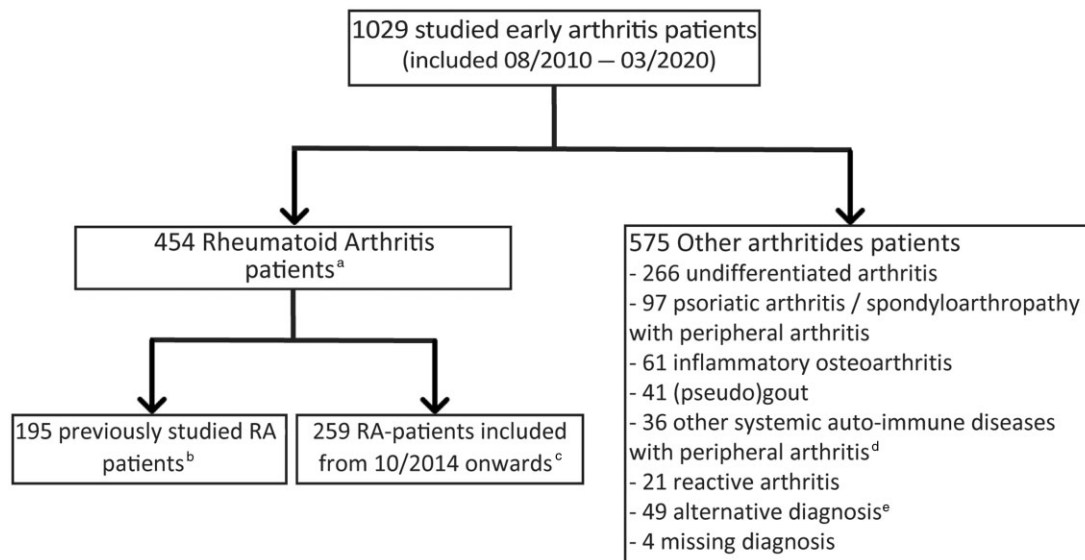 1029 studied early arthritis patients
(included 08/2010 – 03/2020)
454 Rheumatoid Arthritis
patientsᵃ
195 previously studied RA
patientsᵇ
259 RA-patients included
from 10/2014 onwardsᶜ
575 Other arthritides patients
- 266 undifferentiated arthritis
- 97 psoriatic arthritis / spondyloarthropathy
with peripheral arthritis
- 61 inflammatory osteoarthritis
- 41 (pseudo)gout
- 36 other systemic auto-immune diseases
with peripheral arthritisᵈ
- 21 reactive arthritis
- 49 alternative diagnosisᵉ
- 4 missing diagnosis